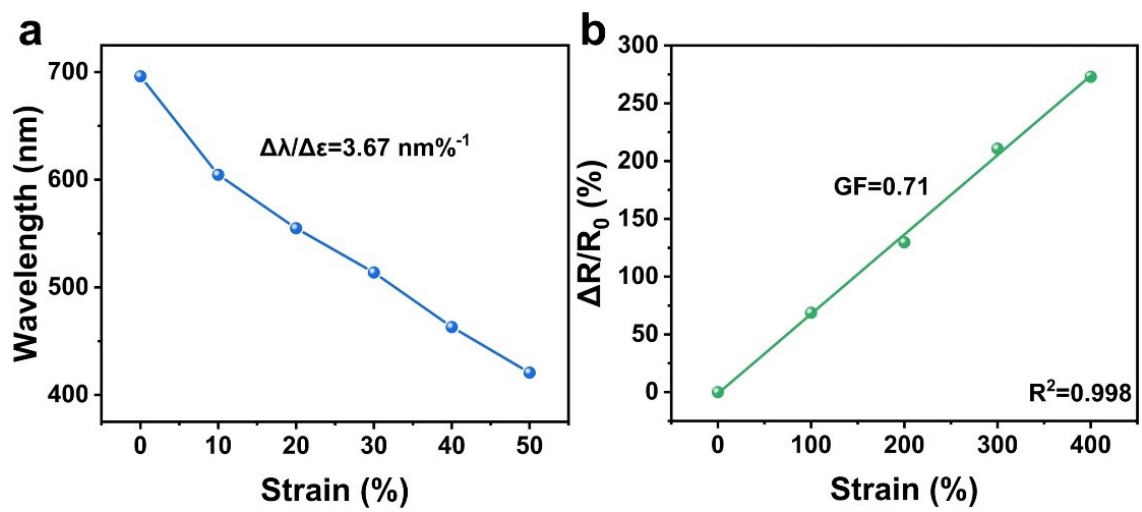 a
700
600
500
400
Wavelength (nm)
Δλ/Δε=3.67 nm%⁻¹
0 10 20 30 40 50
Strain (%)
b
300
250
200
150
100
50
0
ΔR/R₀ (%)
GF=0.71
R²=0.998
0 100 200 300 400
Strain (%)